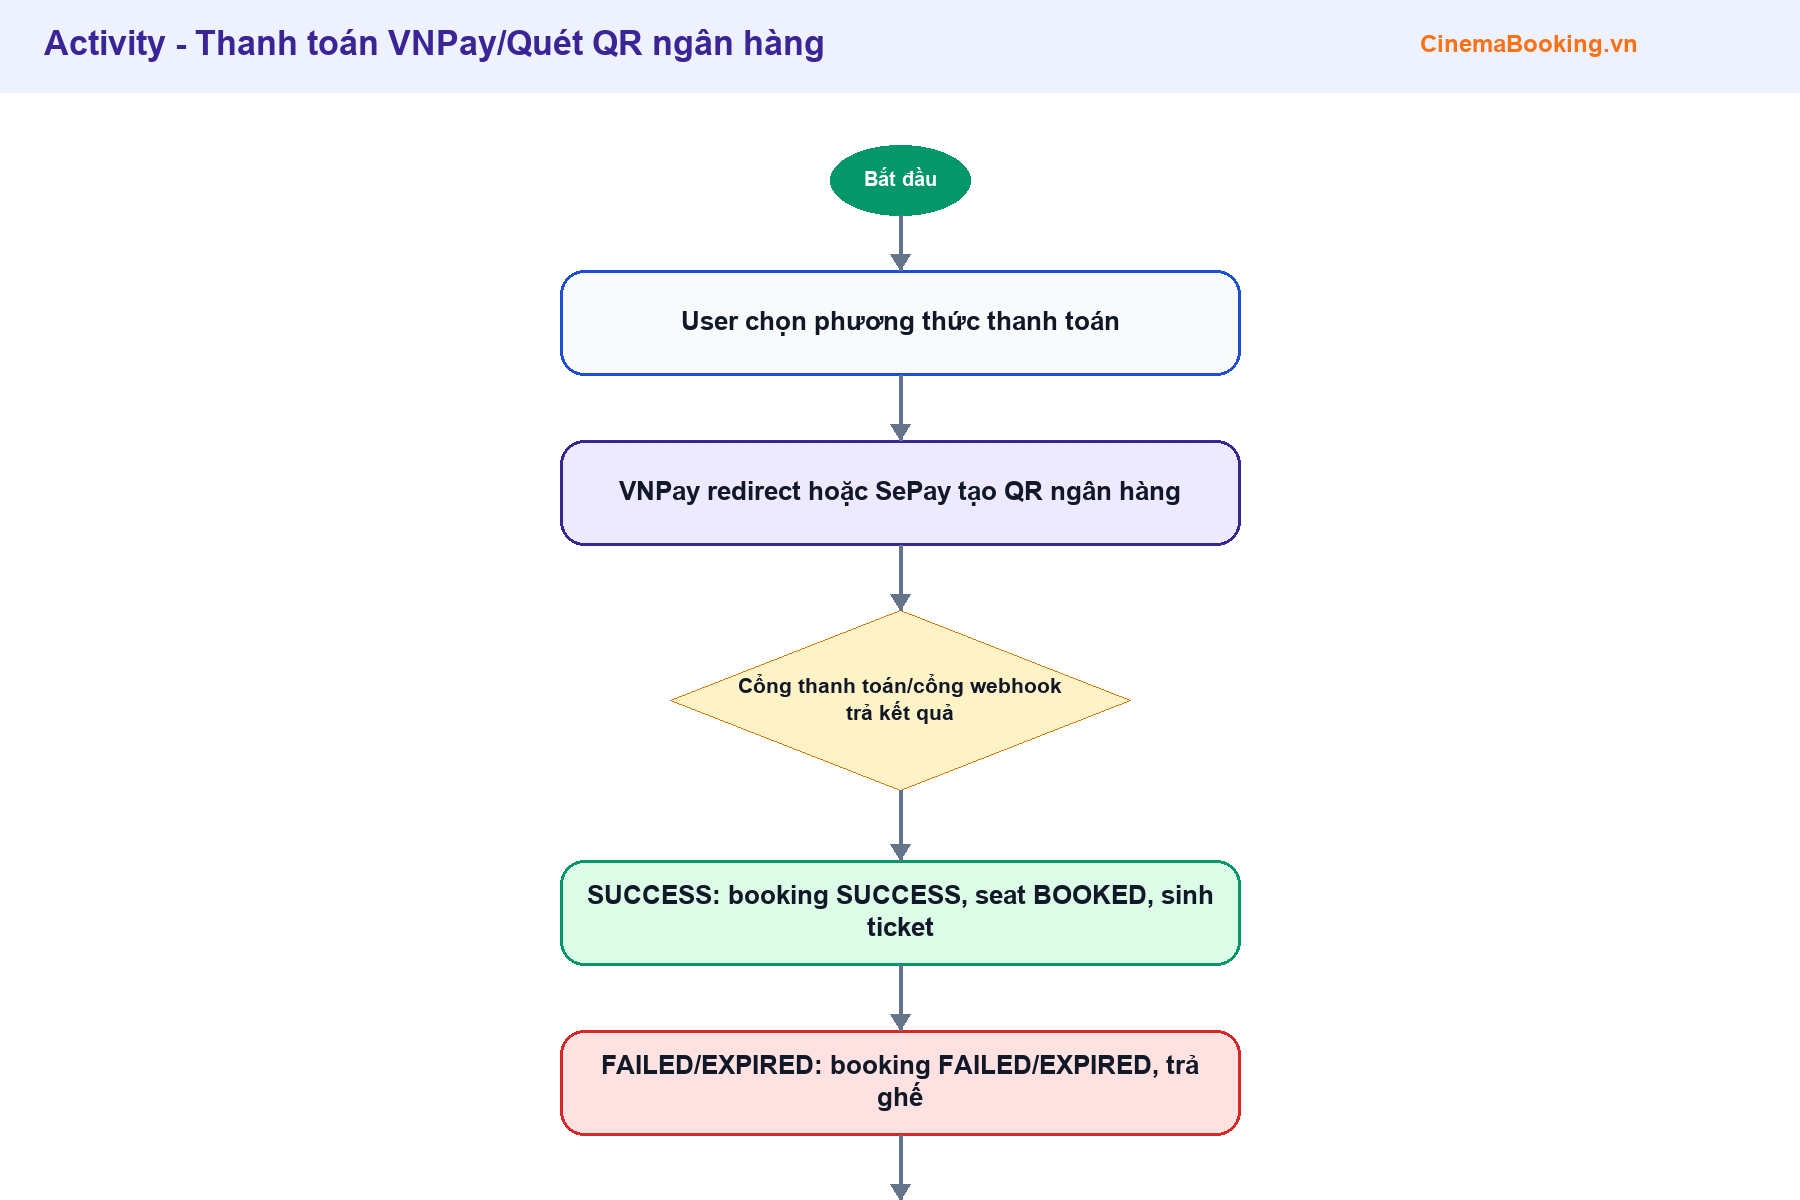 Activity - Thanh toán VNPay/Quét QR ngân hàng
CinemaBooking.vn
Bắt đầu
User chọn phương thức thanh toán
VNPay redirect hoặc SePay tạo QR ngân hàng
Cổng thanh toán/cổng webhook
trả kết quả
SUCCESS: booking SUCCESS, seat BOOKED, sinh
ticket
FAILED/EXPIRED: booking FAILED/EXPIRED, trả
ghế